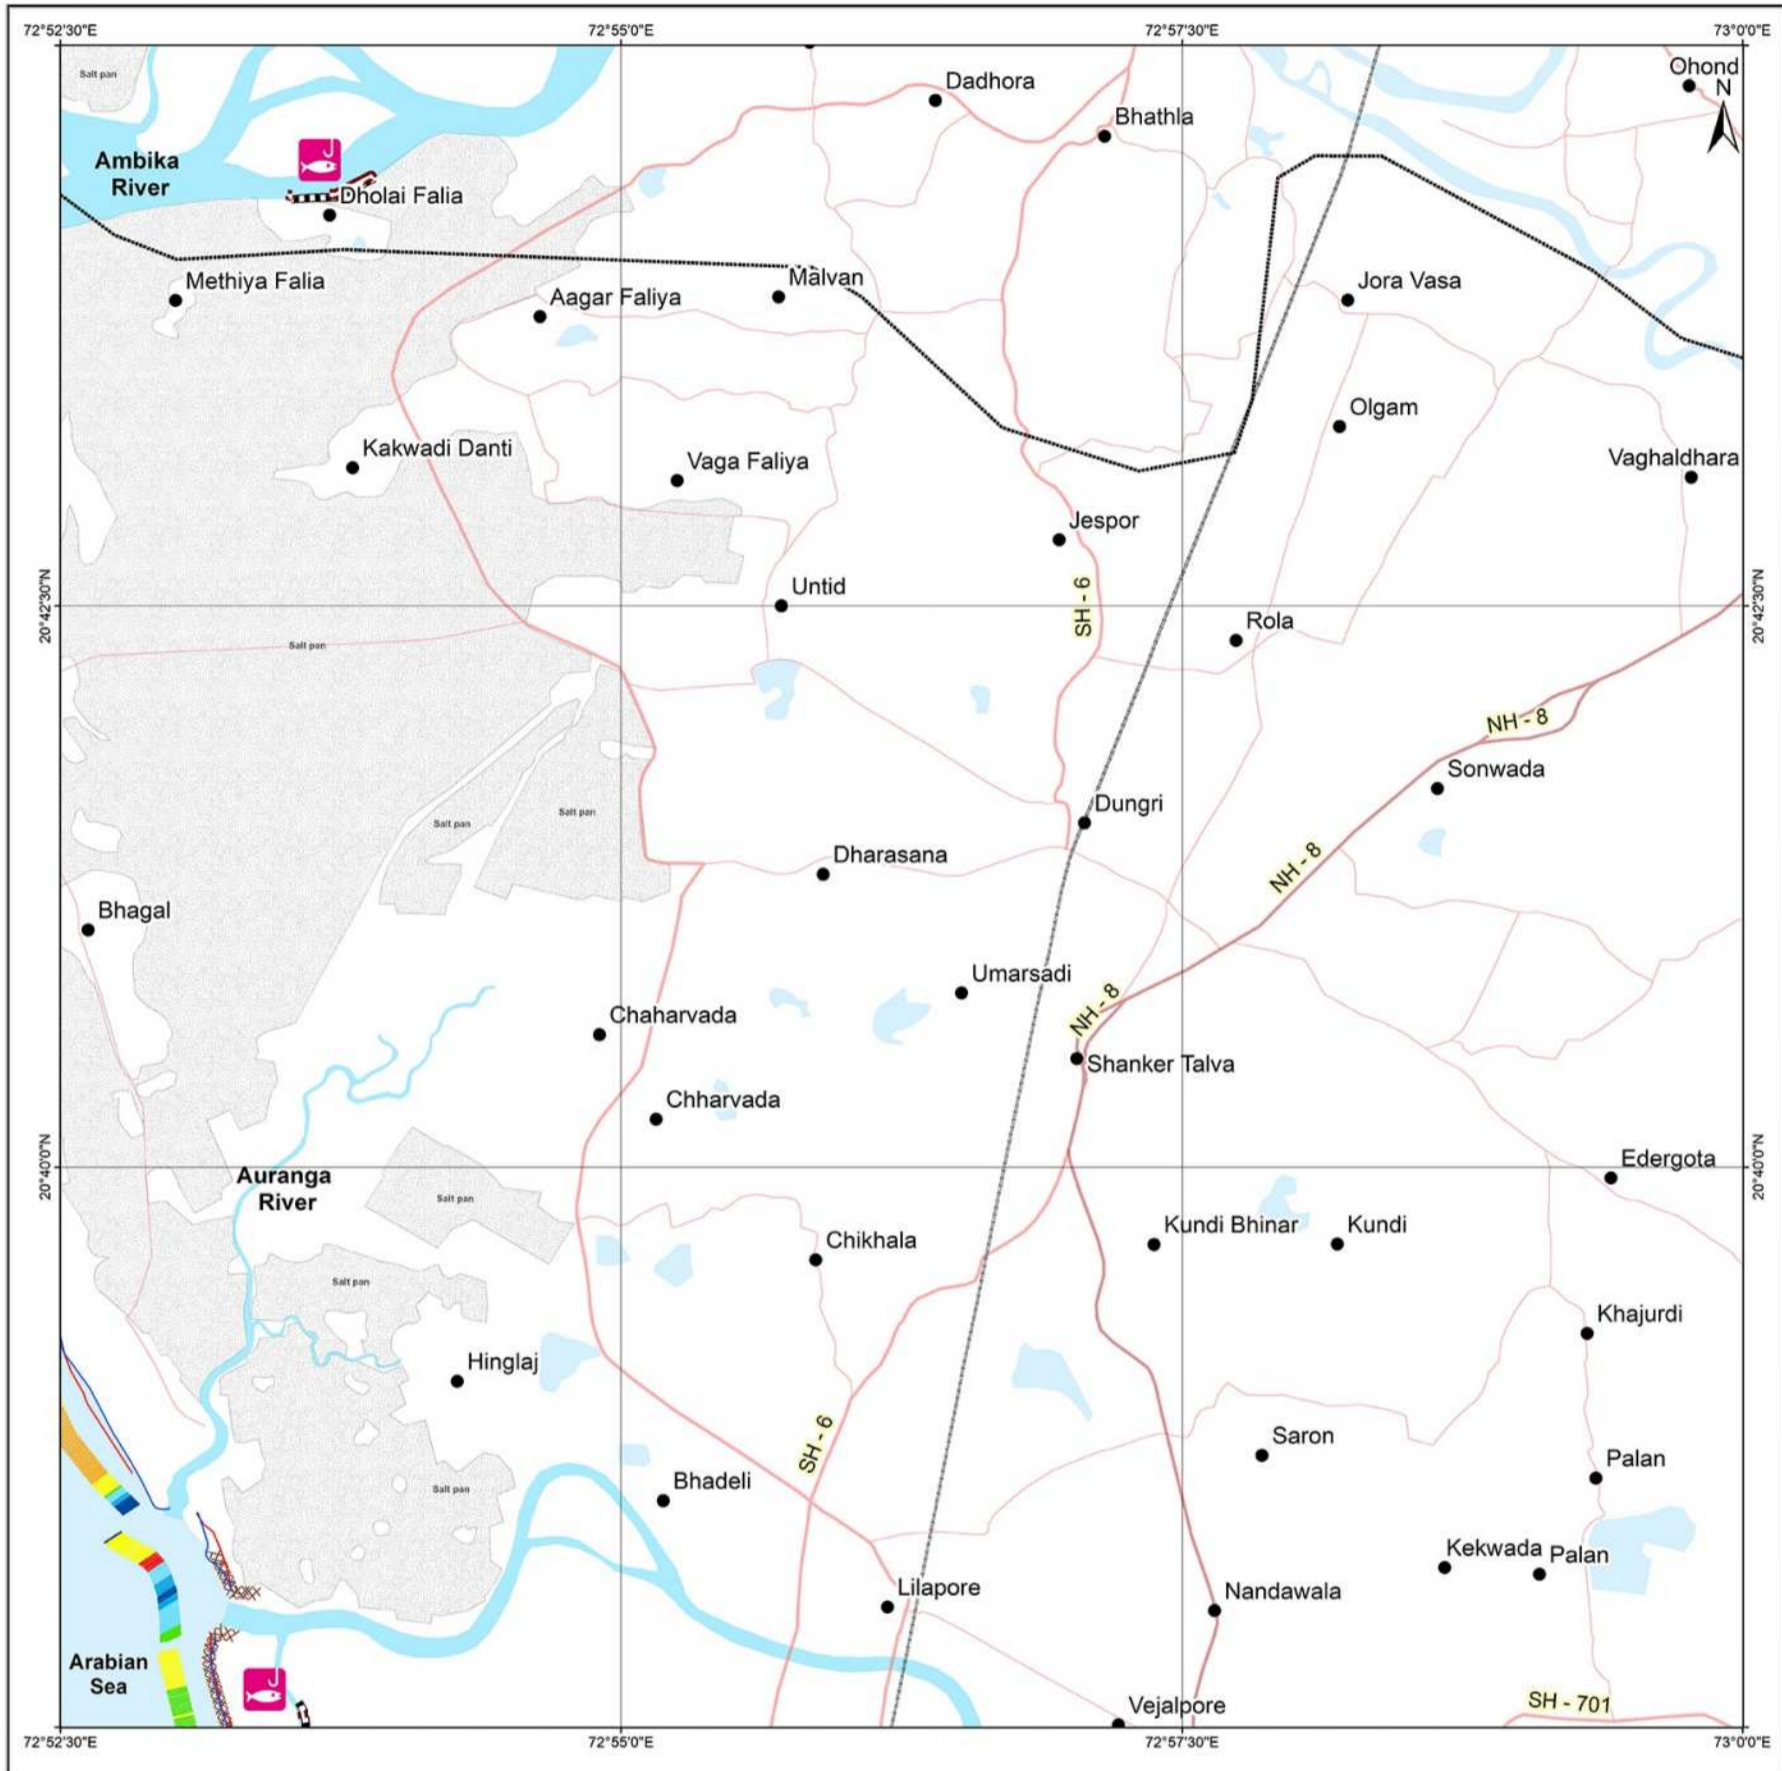 72°52'30"E
72°55'0"E
72°57'30"E
73°0'0"E
Salt pan
Ohond
N
Dadhora
Bhathla
Ambika
River
Dholai Falia
Methiya Falia
Aagar Faliya
Malvan
Jora Vasa
Olgam
Kakwadi Danti
Vaga Faliya
Vaghaldhara
Jespor
SH - 6
20°42'30"N
20°42'30"N
Untid
Rola
Salt pan
NH - 8
Sonwada
Dungri
Salt pan
Salt pan
Dharasana
NH - 8
Bhagal
Umarsadi
Chaharvada
NH - 8
Shanker Talva
Chharvada
20°40'0"N
20°40'0"N
Edergota
Auranga
River
Salt pan
Kundi Bhinar
Kundi
Chikhala
Salt pan
Khajurdi
Hinglaj
SH - 6
Saron
Palan
Bhadeli
Salt pan
Kekwada
Palan
Lilapore
Nandawala
Arabian
Sea
Vejalpore
SH - 701
72°52'30"E
72°55'0"E
72°57'30"E
73°0'0"E